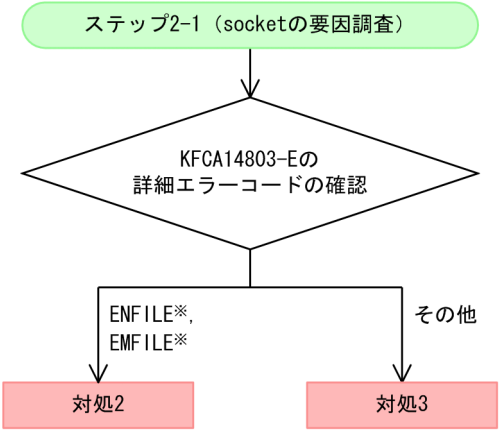 ステップ2-1（socketの要因調査）
KFCA14803-Eの
詳細エラーコードの確認
ENFILE※,
EMFILE※
その他
対処2
対処3